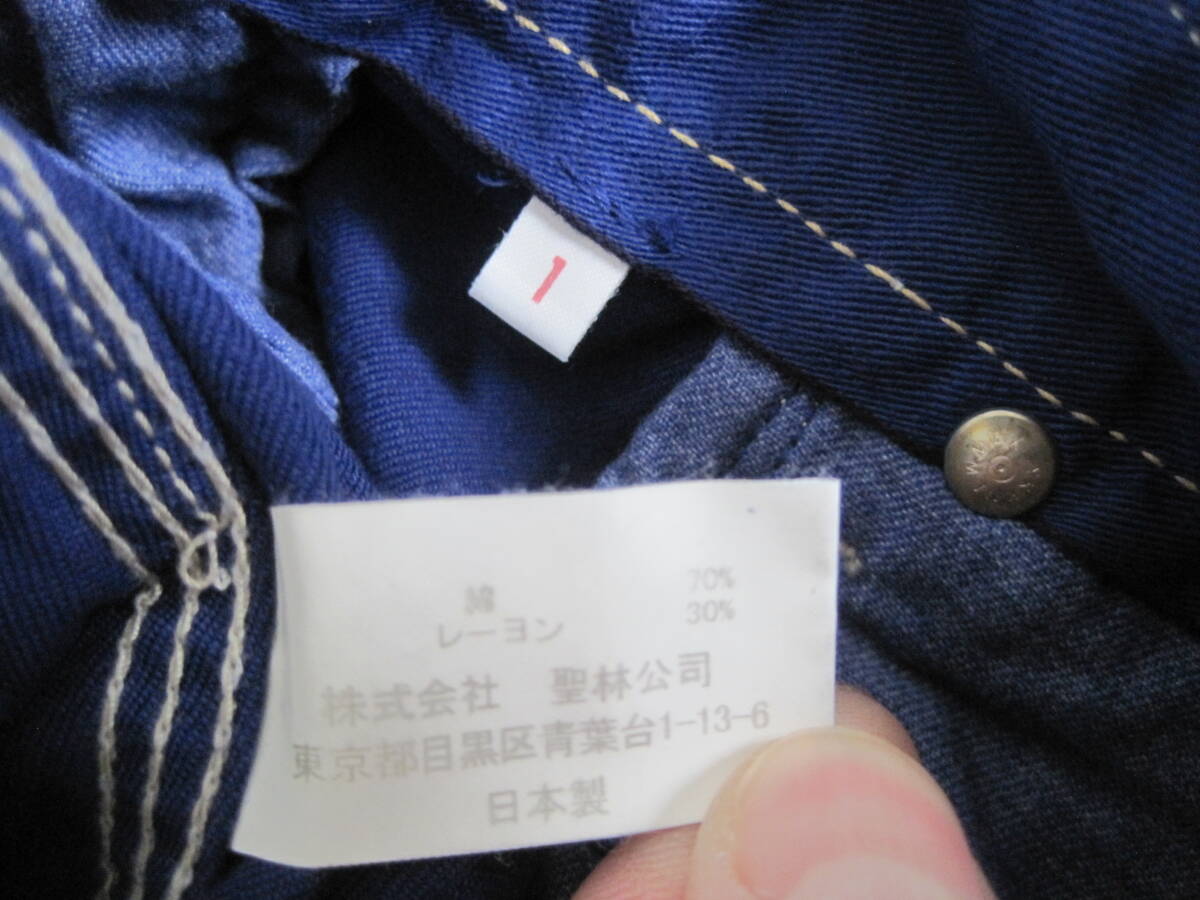 1
綿 70%
レーヨン 30%
株式会社 聖林公司
東京都目黒区青葉台1-13-6
日本製